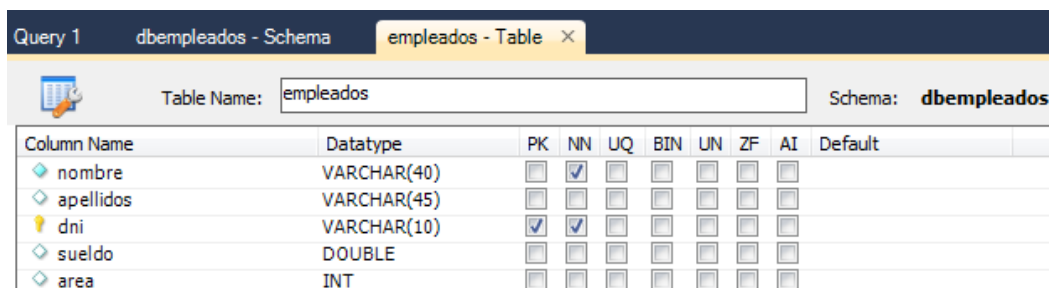 Query 1 dbempleados - Schema empleados - Table ×
Table Name: empleados Schema: dbempleados
Column Name Datatype PK NN UQ BIN UN ZF AI Default
nombre VARCHAR(40)
apellidos VARCHAR(45)
dni VARCHAR(10)
sueldo DOUBLE
area INT